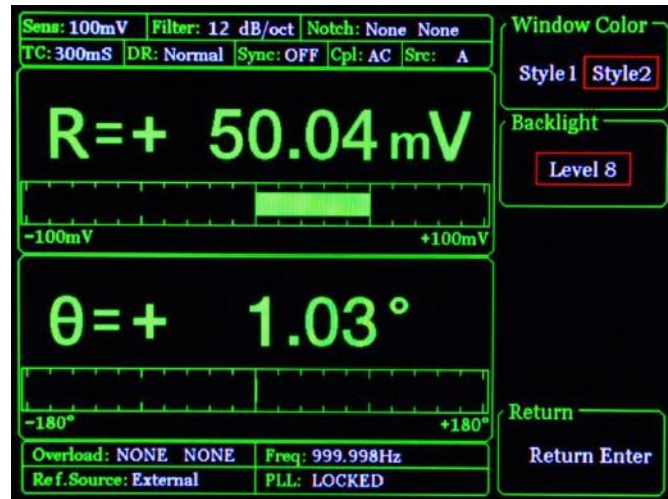 Sens: 100mV Filter: 12 dB/oct Notch: None None
TC: 300mS DR: Normal Sync: OFF Cpl: AC Src: A
R=+ 50.04 mV
-100mV +100mV
θ=+ 1.03°
-180° +180°
Overload: NONE NONE Freq: 999.998Hz
Ref.Source: External PLL: LOCKED
Window Color
Style1 Style2
Backlight
Level 8
Return
Return Enter